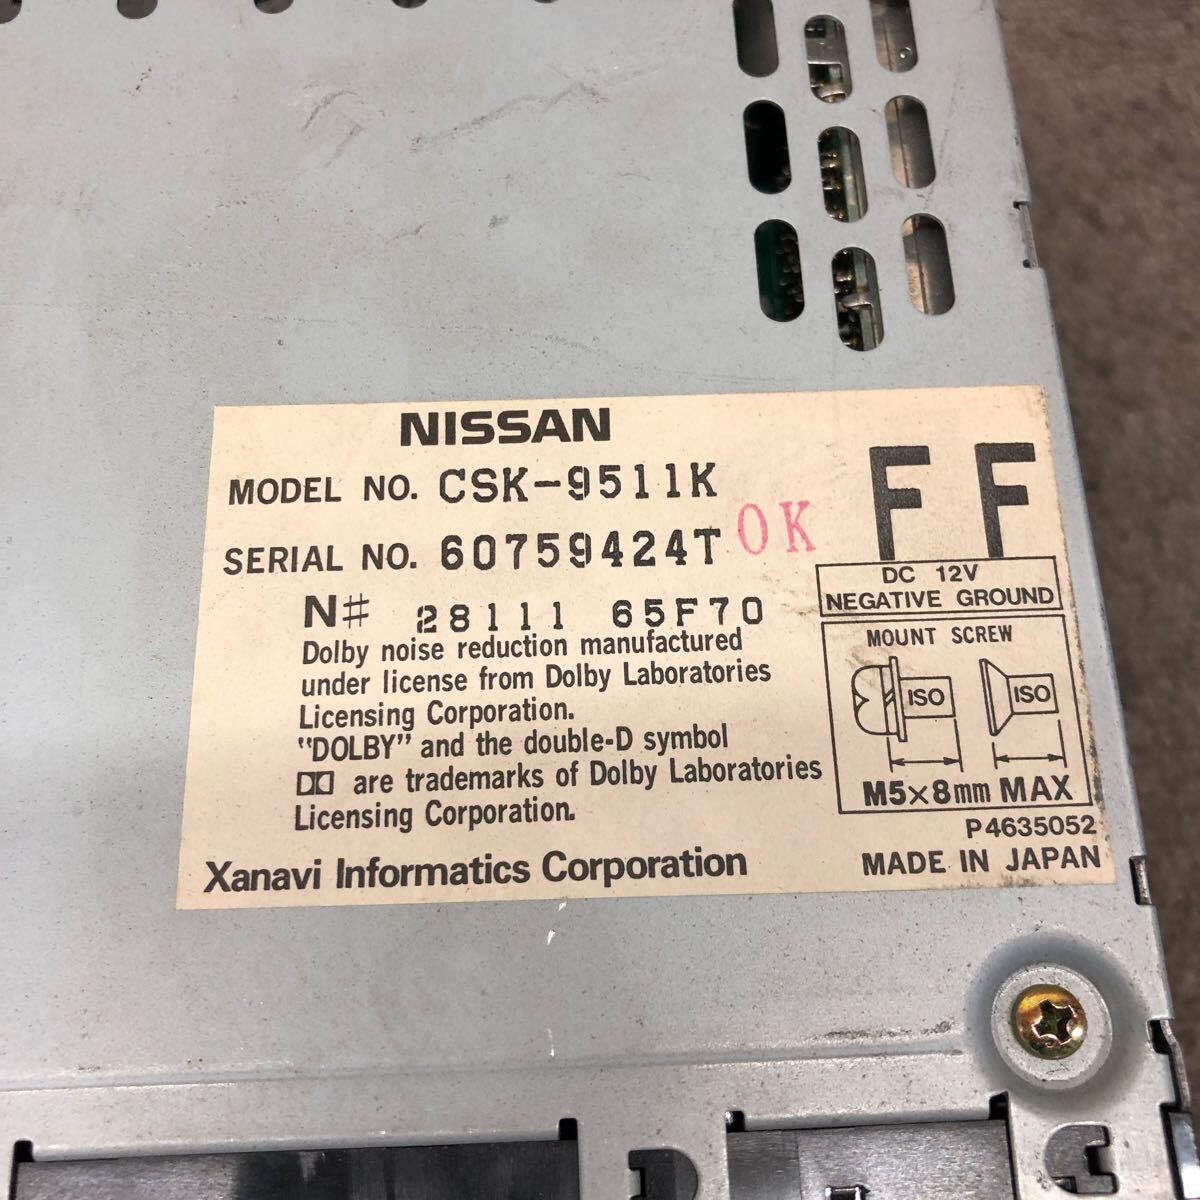 NISSAN
MODEL NO. CSK-9511K
SERIAL NO. 60759424T OK
FF
N# 28111 65F70
DC 12V
NEGATIVE GROUND
Dolby noise reduction manufactured
under license from Dolby Laboratories
Licensing Corporation.
"DOLBY" and the double-D symbol
are trademarks of Dolby Laboratories
Licensing Corporation.
MOUNT SCREW
ISO ISO
M5×8mm MAX
P4635052
Xanavi Informatics Corporation
MADE IN JAPAN